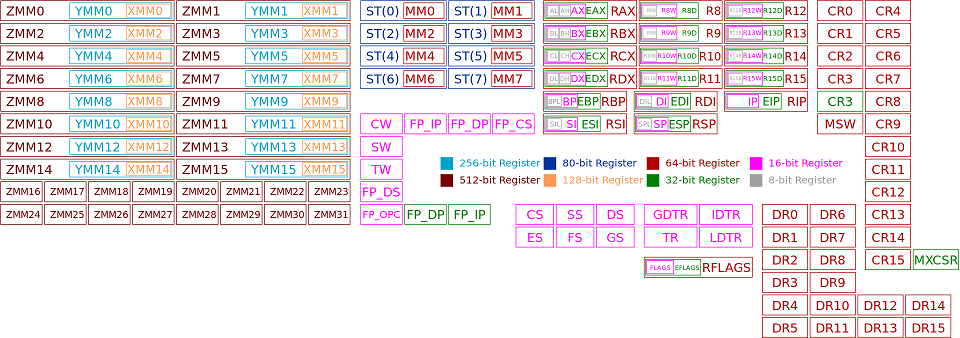 ZMM0 YMM0 XMM0 ZMM1 YMM1 XMM1 ST(0) MM0 ST(1) MM1 AL AH AX EAX RAX R8B R8W R8D R8 R12B R12W R12D R12 CR0 CR4
ZMM2 YMM2 XMM2 ZMM3 YMM3 XMM3 ST(2) MM2 ST(3) MM3 BL BH BX EBX RBX R9B R9W R9D R9 R13B R13W R13D R13 CR1 CR5
ZMM4 YMM4 XMM4 ZMM5 YMM5 XMM5 ST(4) MM4 ST(5) MM5 CL CH CX ECX RCX R10B R10W R10D R10 R14B R14W R14D R14 CR2 CR6
ZMM6 YMM6 XMM6 ZMM7 YMM7 XMM7 ST(6) MM6 ST(7) MM7 DL DH DX EDX RDX R11B R11W R11D R11 R15B R15W R15D R15 CR3 CR7
ZMM8 YMM8 XMM8 ZMM9 YMM9 XMM9 BPL BP EBP RBP DIL DI EDI RDI IP EIP RIP CR3 CR8
ZMM10 YMM10 XMM10 ZMM11 YMM11 XMM11 CW FP_IP FP_DP FP_CS SIL SI ESI RSI SPL SP ESP RSP MSW CR9
ZMM12 YMM12 XMM12 ZMM13 YMM13 XMM13 SW CR10
256-bit Register 80-bit Register 64-bit Register 16-bit Register
ZMM14 YMM14 XMM14 ZMM15 YMM15 XMM15 TW CR11
512-bit Register 128-bit Register 32-bit Register 8-bit Register
ZMM16 ZMM17 ZMM18 ZMM19 ZMM20 ZMM21 ZMM22 ZMM23 FP_DS CR12
ZMM24 ZMM25 ZMM26 ZMM27 ZMM28 ZMM29 ZMM30 ZMM31 FP_OPC FP_DP FP_IP CS SS DS GDTR IDTR DR0 DR6 CR13
ES FS GS TR LDTR DR1 DR7 CR14
FLAGS EFLAGS RFLAGS DR2 DR8 CR15 MXCSR
DR3 DR9
DR4 DR10 DR12 DR14
DR5 DR11 DR13 DR15